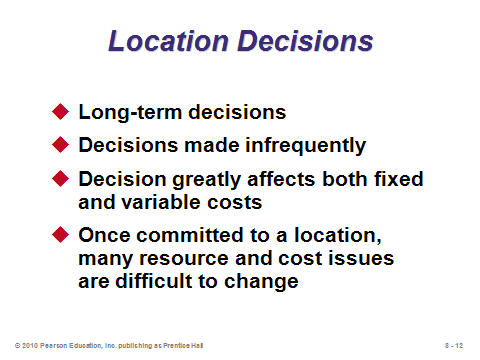 Location Decisions
Long-term decisions
Decisions made infrequently
Decision greatly affects both fixed
and variable costs
Once committed to a location,
many resource and cost issues
are difficult to change
© 2010 Pearson Education, Inc. publishing as Prentice Hall
8 - 12